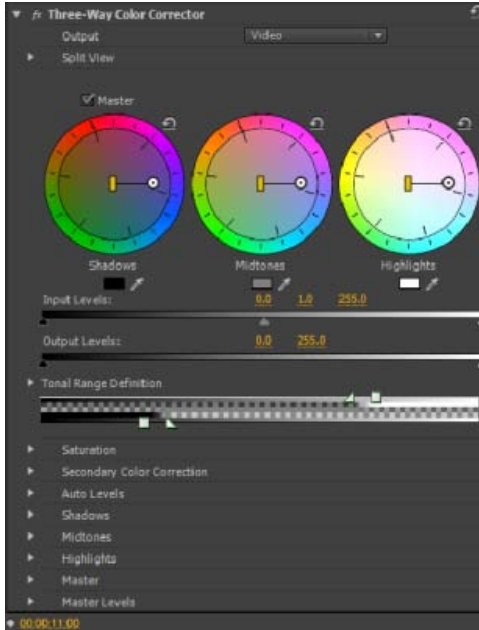 fx Three-Way Color Corrector
Output Video
Split View
Master
Shadows Midtones Highlights
Input Levels: 0.0 1.0 255.0
Output Levels: 0.0 255.0
Tonal Range Definition
Saturation
Secondary Color Correction
Auto Levels
Shadows
Midtones
Highlights
Master
Master Levels
00:00:11:00